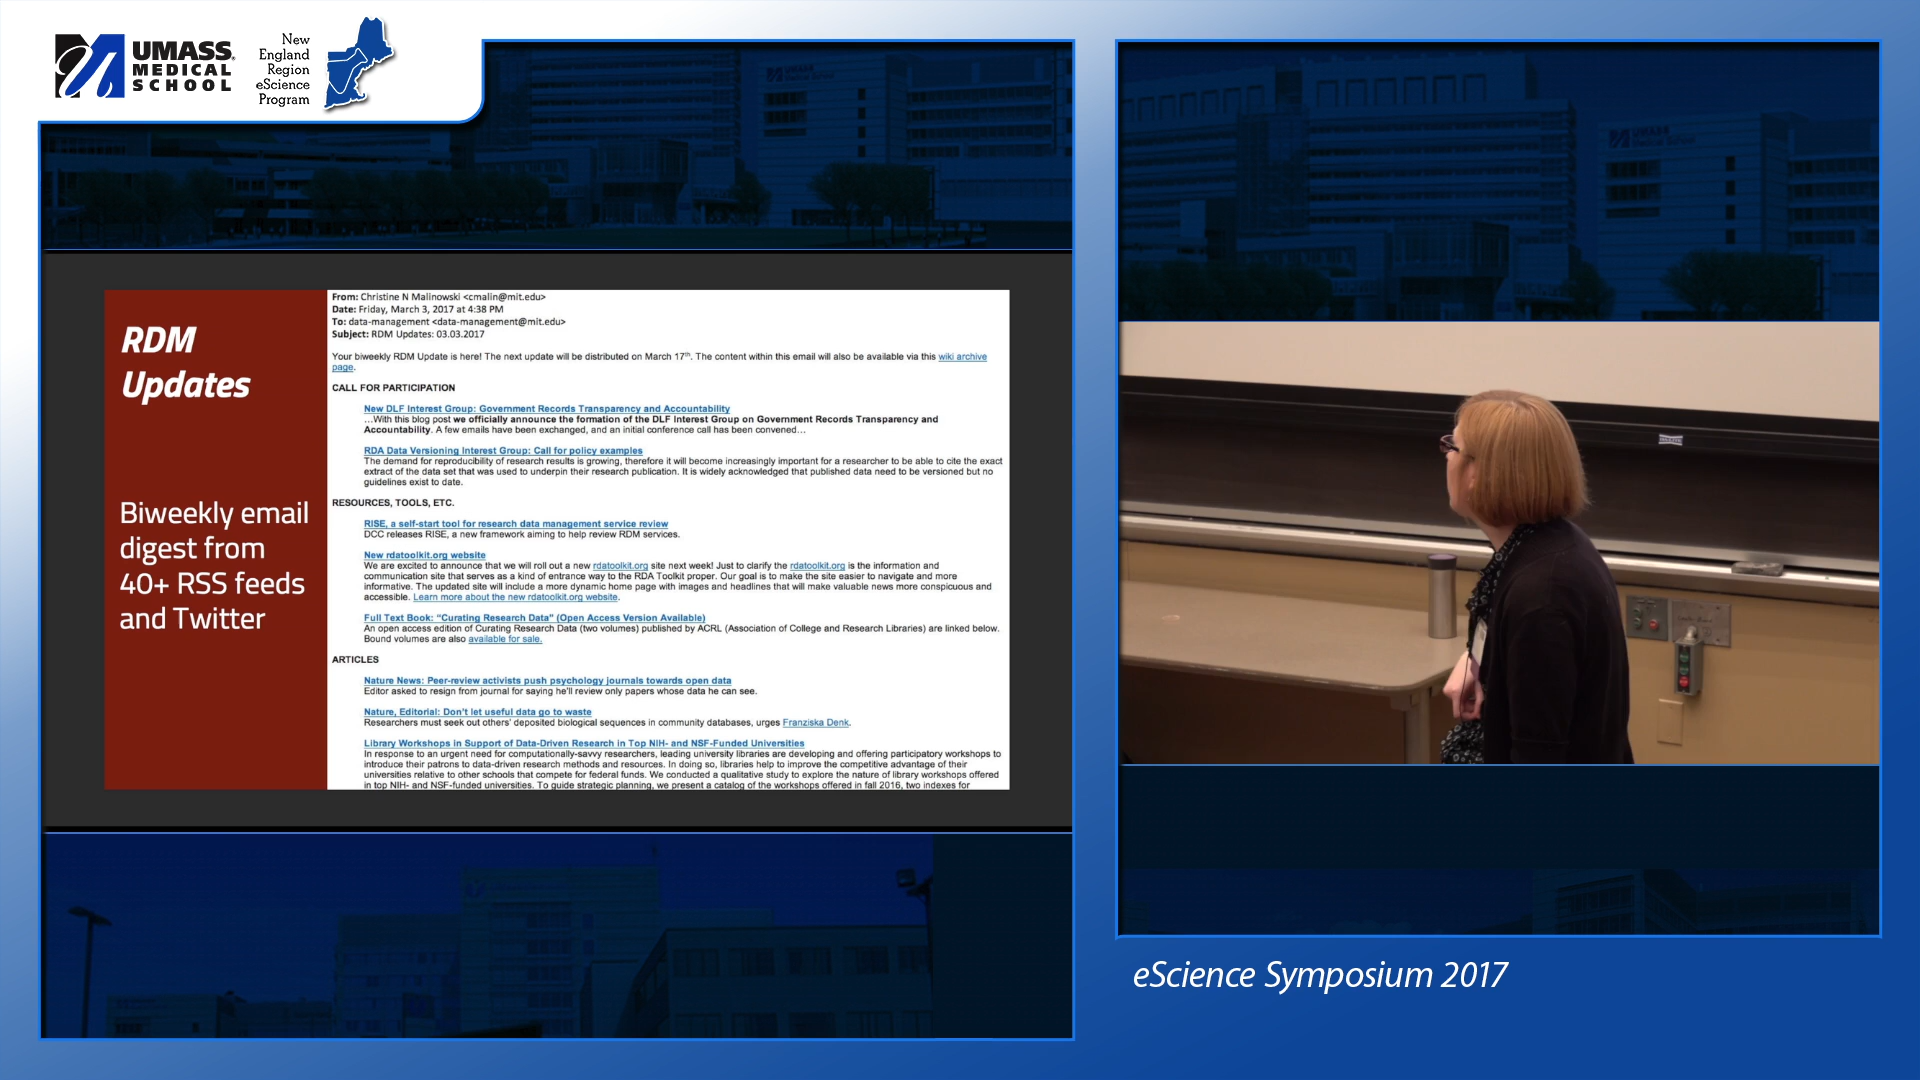 UMASS
MEDICAL
SCHOOL
New
England
Region
eScience
Program
RDM
Updates
Biweekly email
digest from
40+ RSS feeds
and Twitter
From: Christine N Malinowski <cmalin@mit.edu>
Date: Friday, March 3, 2017 at 4:38 PM
To: data-management <data-management@mit.edu>
Subject: RDM Updates: 03.03.2017
Your biweekly RDM Update is here! The next update will be distributed on March 17th. The content within this email will also be available via this wiki archive
page.
CALL FOR PARTICIPATION
New DLF Interest Group: Government Records Transparency and Accountability
…With this blog post we officially announce the formation of the DLF Interest Group on Government Records Transparency and
Accountability. A few emails have been exchanged, and an initial conference call has been convened…
RDA Data Versioning Interest Group: Call for policy examples
The demand for reproducibility of research results is growing, therefore it will become increasingly important for a researcher to be able to cite the exact
extract of the data set that was used to underpin their research publication. It is widely acknowledged that published data need to be versioned but no
guidelines exist to date.
RESOURCES, TOOLS, ETC.
RISE, a self-start tool for research data management service review
DCC releases RISE, a new framework aiming to help review RDM services.
New rdatoolkit.org website
We are excited to announce that we will roll out a new rdatoolkit.org site next week! Just to clarify the rdatoolkit.org is the information and
communication site that serves as a kind of entrance way to the RDA Toolkit proper. Our goal is to make the site easier to navigate and more
informative. The updated site will include a more dynamic home page with images and headlines that will make valuable news more conspicuous and
accessible. Learn more about the new rdatoolkit.org website.
Full Text Book: “Curating Research Data” (Open Access Version Available)
An open access edition of Curating Research Data (two volumes) published by ACRL (Association of College and Research Libraries) are linked below.
Bound volumes are also available for sale.
ARTICLES
Nature News: Peer-review activists push psychology journals towards open data
Editor asked to resign from journal for saying he’ll review only papers whose data he can see.
Nature, Editorial: Don’t let useful data go to waste
Researchers must seek out others’ deposited biological sequences in community databases, urges Franziska Denk.
Library Workshops in Support of Data-Driven Research in Top NIH- and NSF-Funded Universities
In response to an urgent need for computationally-savvy researchers, leading university libraries are developing and offering participatory workshops to
introduce their patrons to data-driven research methods and resources. In doing so, libraries help to improve the competitive advantage of their
universities relative to other schools that compete for federal funds. We conducted a qualitative study to explore the nature of library workshops offered
in top NIH- and NSF-funded universities. To guide strategic planning, we present a catalog of the workshops offered in fall 2016, two indexes for
eScience Symposium 2017